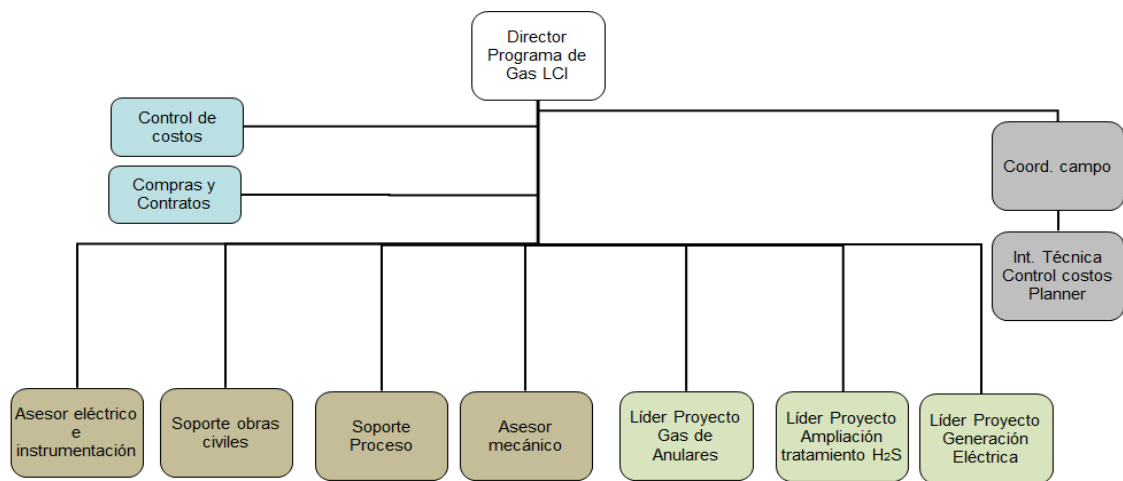 Director
Programa de
Gas LCI
Control de
costos
Compras y
Contratos
Coord. campo
Int. Técnica
Control costos
Planner
Asesor eléctrico
e
instrumentación
Soporte obras
civiles
Soporte
Proceso
Asesor
mecánico
Líder Proyecto
Gas de
Anulares
Líder Proyecto
Ampliación
tratamiento H₂S
Líder Proyecto
Generación
Eléctrica